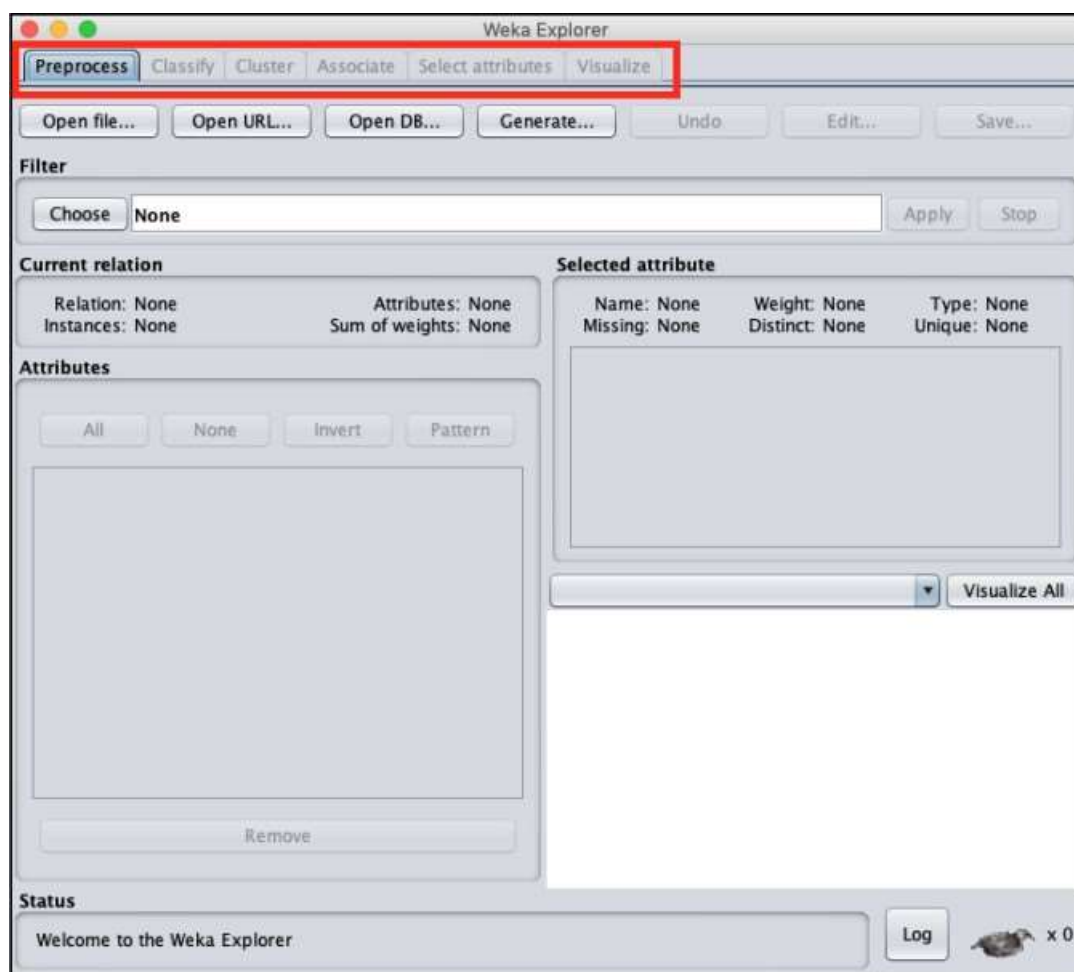 Weka Explorer
Preprocess Classify Cluster Associate Select attributes Visualize
Open file... Open URL... Open DB... Generate... Undo Edit... Save...
Filter
Choose None Apply Stop
Current relation
Relation: None Attributes: None
Instances: None Sum of weights: None
Selected attribute
Name: None Weight: None Type: None
Missing: None Distinct: None Unique: None
Attributes
All None Invert Pattern
Visualize All
Remove
Status
Welcome to the Weka Explorer
Log x 0